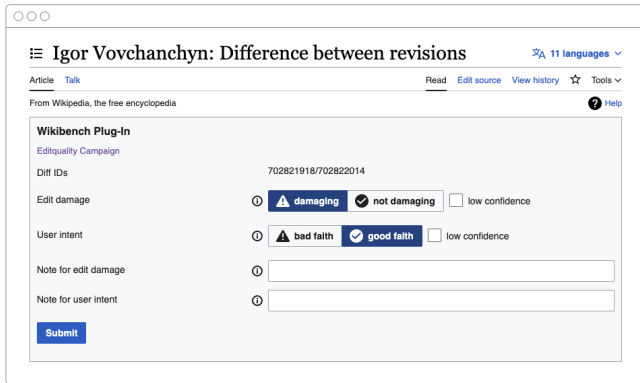 Igor Vovchanchyn: Difference between revisions
11 languages
Article Talk Read Edit source View history Tools
From Wikipedia, the free encyclopedia Help
Wikibench Plug-In
Editquality Campaign
Diff IDs 702821918/702822014
Edit damage damaging not damaging low confidence
User intent bad faith good faith low confidence
Note for edit damage
Note for user intent
Submit